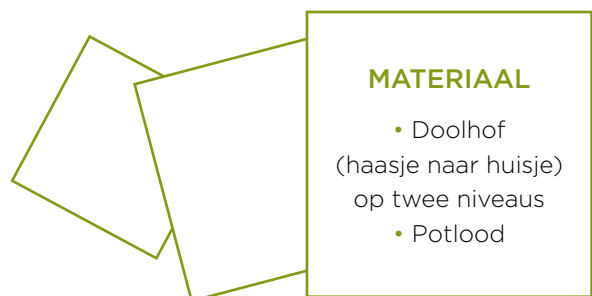 MATERIAAL
• Doolhof
(haasje naar huisje)
op twee niveaus
• Potlood